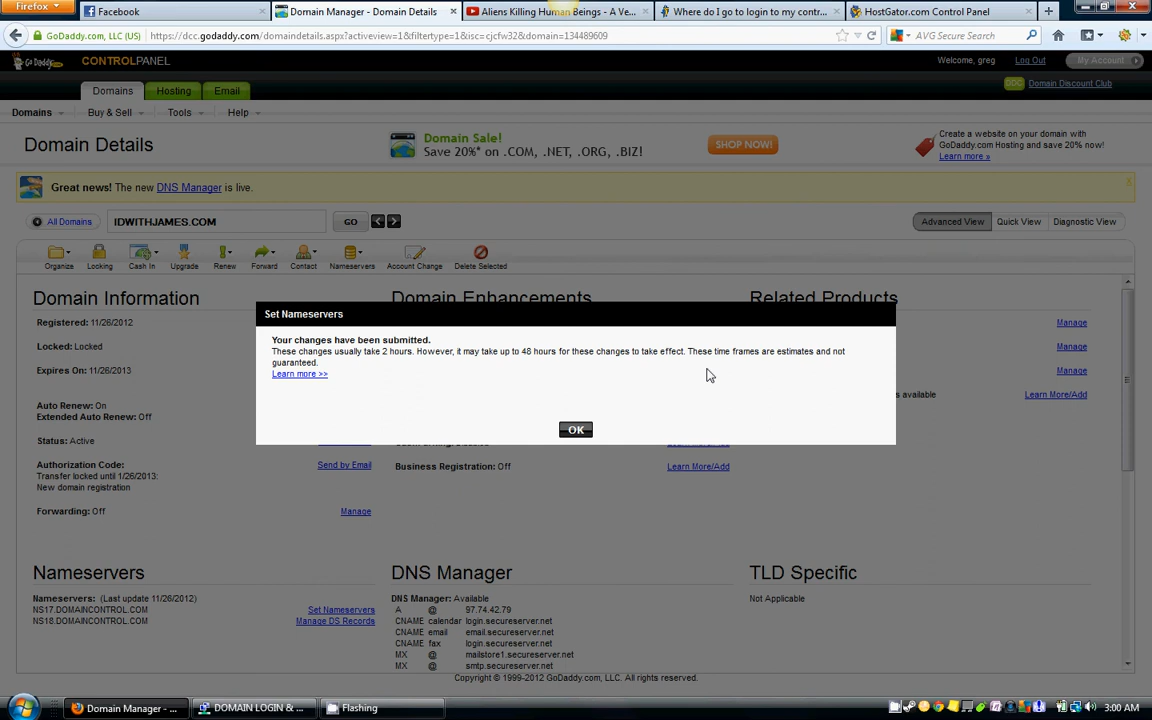 Firefox
Facebook
Domain Manager - Domain Details
Aliens Killing Human Beings - A Ve...
Where do I go to login to my contr...
HostGator.com Control Panel
GoDaddy.com, LLC (US)
https://dcc.godaddy.com/domaindetails.aspx?activeview=1&filtertype=1&isc=cjcfw32&domain=134489609
AVG Secure Search
Go Daddy
CONTROLPANEL
Welcome, greg
Log Out
My Account
Domains
Hosting
Email
DDC
Domain Discount Club
Domains
Buy & Sell
Tools
Help
Domain Details
Domain Sale!
Save 20%* on .COM, .NET, .ORG, .BIZ!
SHOP NOW!
Create a website on your domain with
GoDaddy.com Hosting and save 20% now!
Learn more »
Great news! The new DNS Manager is live.
x
All Domains
IDWITHJAMES.COM
GO
Advanced View
Quick View
Diagnostic View
Organize
Locking
Cash In
Upgrade
Renew
Forward
Contact
Nameservers
Account Change
Delete Selected
Domain Information
Domain Enhancements
Related Products
Registered: 11/26/2012
Manage
Locked: Locked
Manage
Expires On: 11/26/2013
Manage
Set Nameservers
Your changes have been submitted.
These changes usually take 2 hours. However, it may take up to 48 hours for these changes to take effect. These time frames are estimates and not
guaranteed.
Learn more >>
OK
s available
Learn More/Add
Auto Renew: On
Extended Auto Renew: Off
Status: Active
Business Registration: Off
Learn More/Add
Authorization Code:
Send by Email
Transfer locked until 1/26/2013:
New domain registration
Forwarding: Off
Manage
Nameservers
DNS Manager
TLD Specific
Nameservers: (Last update 11/26/2012)
NS17.DOMAINCONTROL.COM
Set Nameservers
NS18.DOMAINCONTROL.COM
Manage DS Records
DNS Manager: Available
A @ 97.74.42.79
CNAME calendar login.secureserver.net
CNAME email email.secureserver.net
CNAME fax login.secureserver.net
MX @ mailstore1.secureserver.net
MX @ smtp.secureserver.net
Not Applicable
Copyright © 1999-2012 GoDaddy.com, LLC. All rights reserved.
Domain Manager - ...
DOMAIN LOGIN & ...
Flashing
3:00 AM